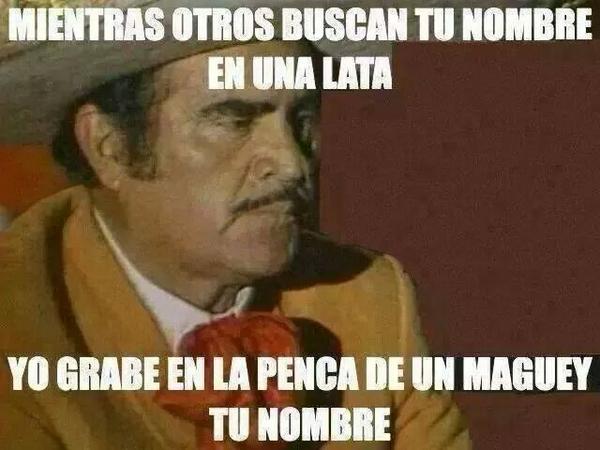 MIENTRAS OTROS BUSCAN TU NOMBRE
EN UNA LATA
YO GRABE EN LA PENCA DE UN MAGUEY
TU NOMBRE